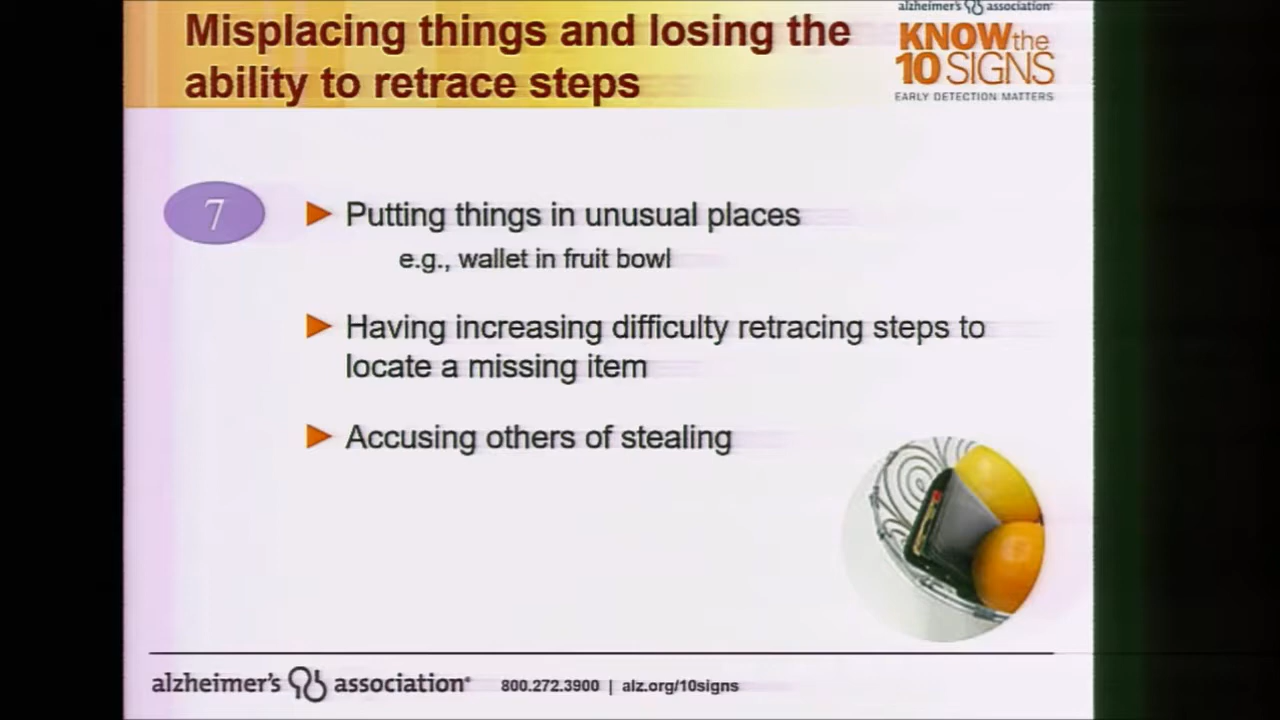 Misplacing things and losing the
ability to retrace steps
alzheimer's association®
KNOW the
10 SIGNS
EARLY DETECTION MATTERS
7
Putting things in unusual places
e.g., wallet in fruit bowl
Having increasing difficulty retracing steps to
locate a missing item
Accusing others of stealing
alzheimer's association®
800.272.3900 | alz.org/10signs